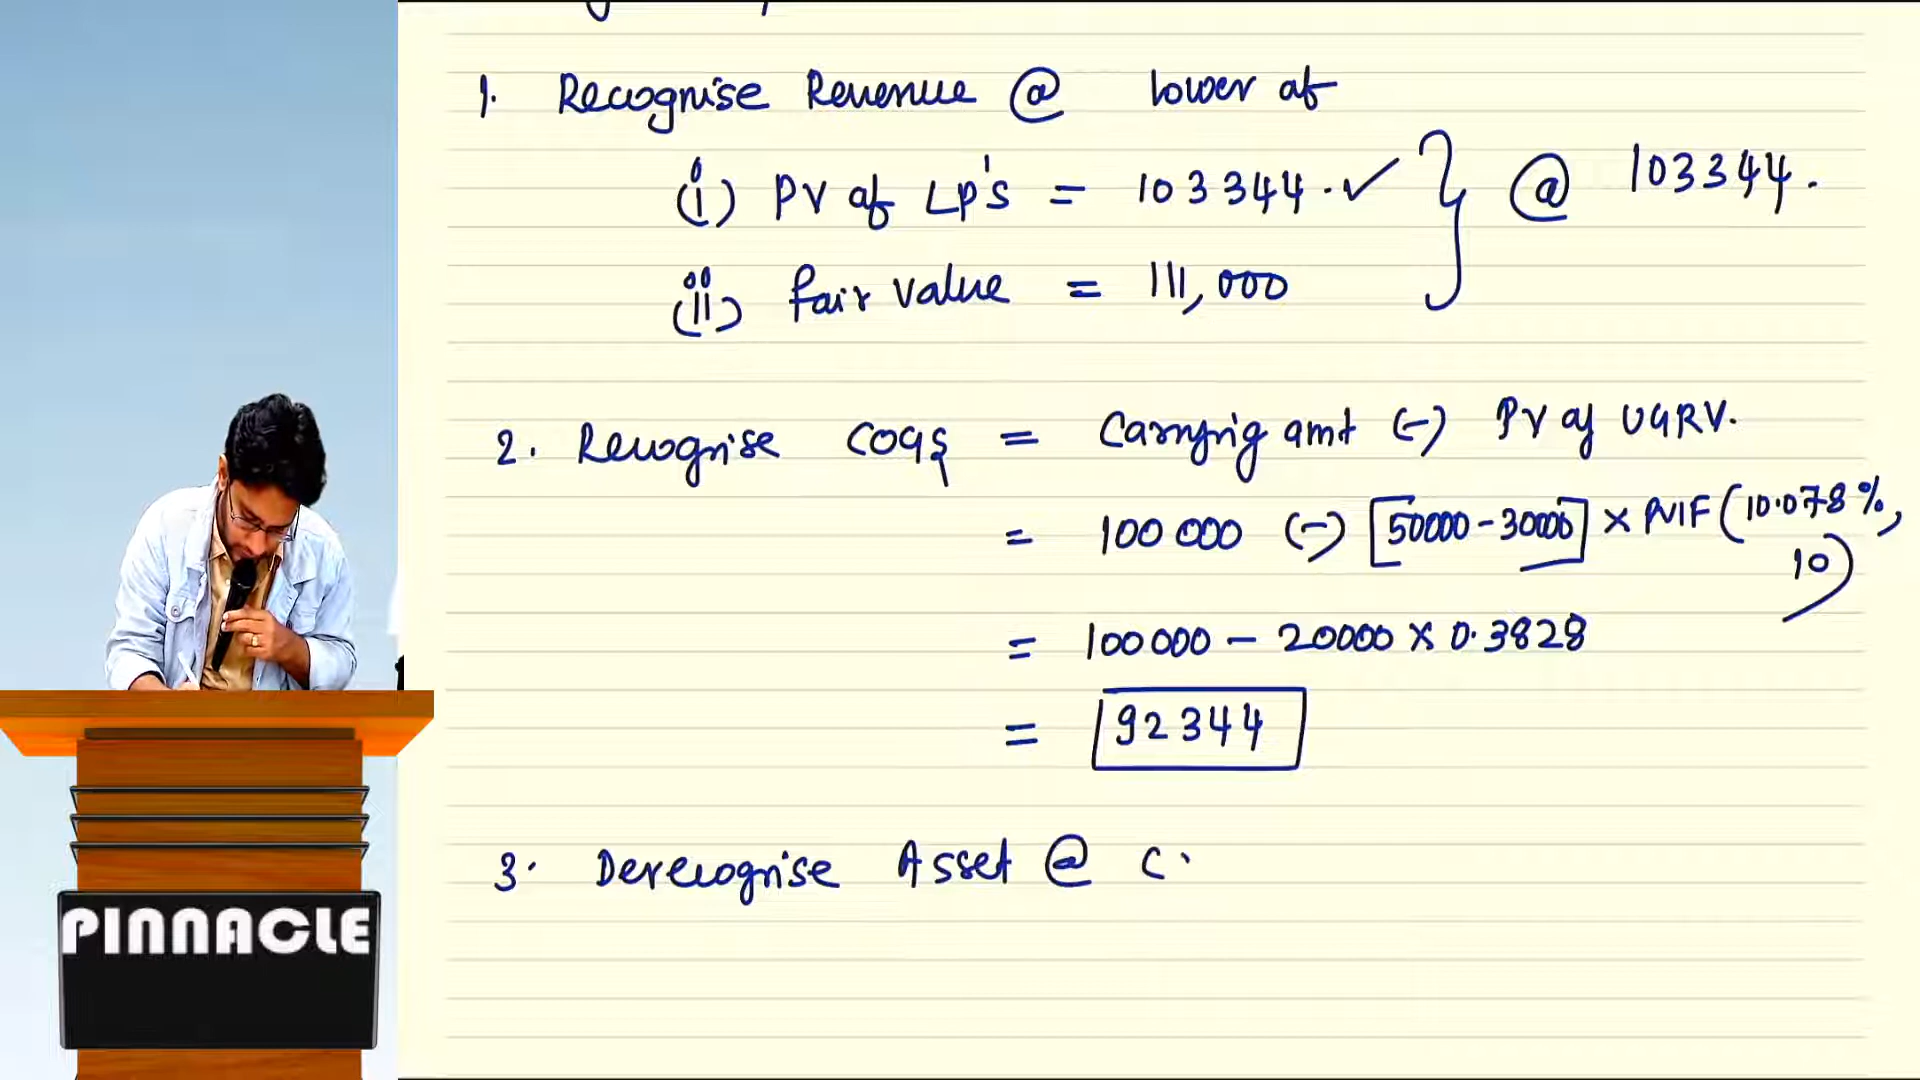 1. Recognise Revenue @ lower of
(i) PV of LP's = 103344. ✓ } @ 103344.
(ii) fair value = 111,000
2. Recognise COGS = Carrying amt (-) PV of UGRV.
= 100 000 (-) [50000 - 30000] × PVIF (10.078%, 10)
= 100000 - 20000 × 0.3828
= 92344
3. Derecognise Asset @ C.
PINNACLE